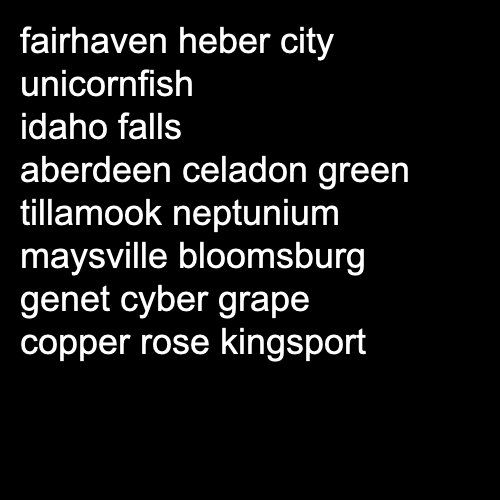 fairhaven heber city
unicornfish
idaho falls
aberdeen celadon green
tillamook neptunium
maysville bloomsburg
genet cyber grape
copper rose kingsport